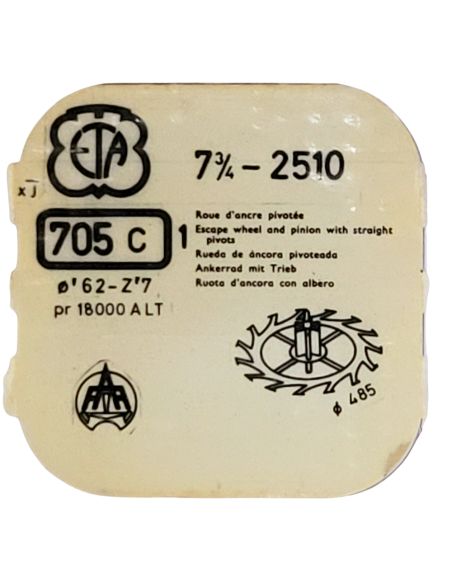 ETA
7¾ - 2510
xj
705 C 1
Roue d'ancre pivotée
Escape wheel and pinion with straight
pivots
Rueda de áncora pivoteada
Ankerrad mit Trieb
Ruota d'ancora con albero
ø'62-Z'7
pr 18000 ALT
ø 485